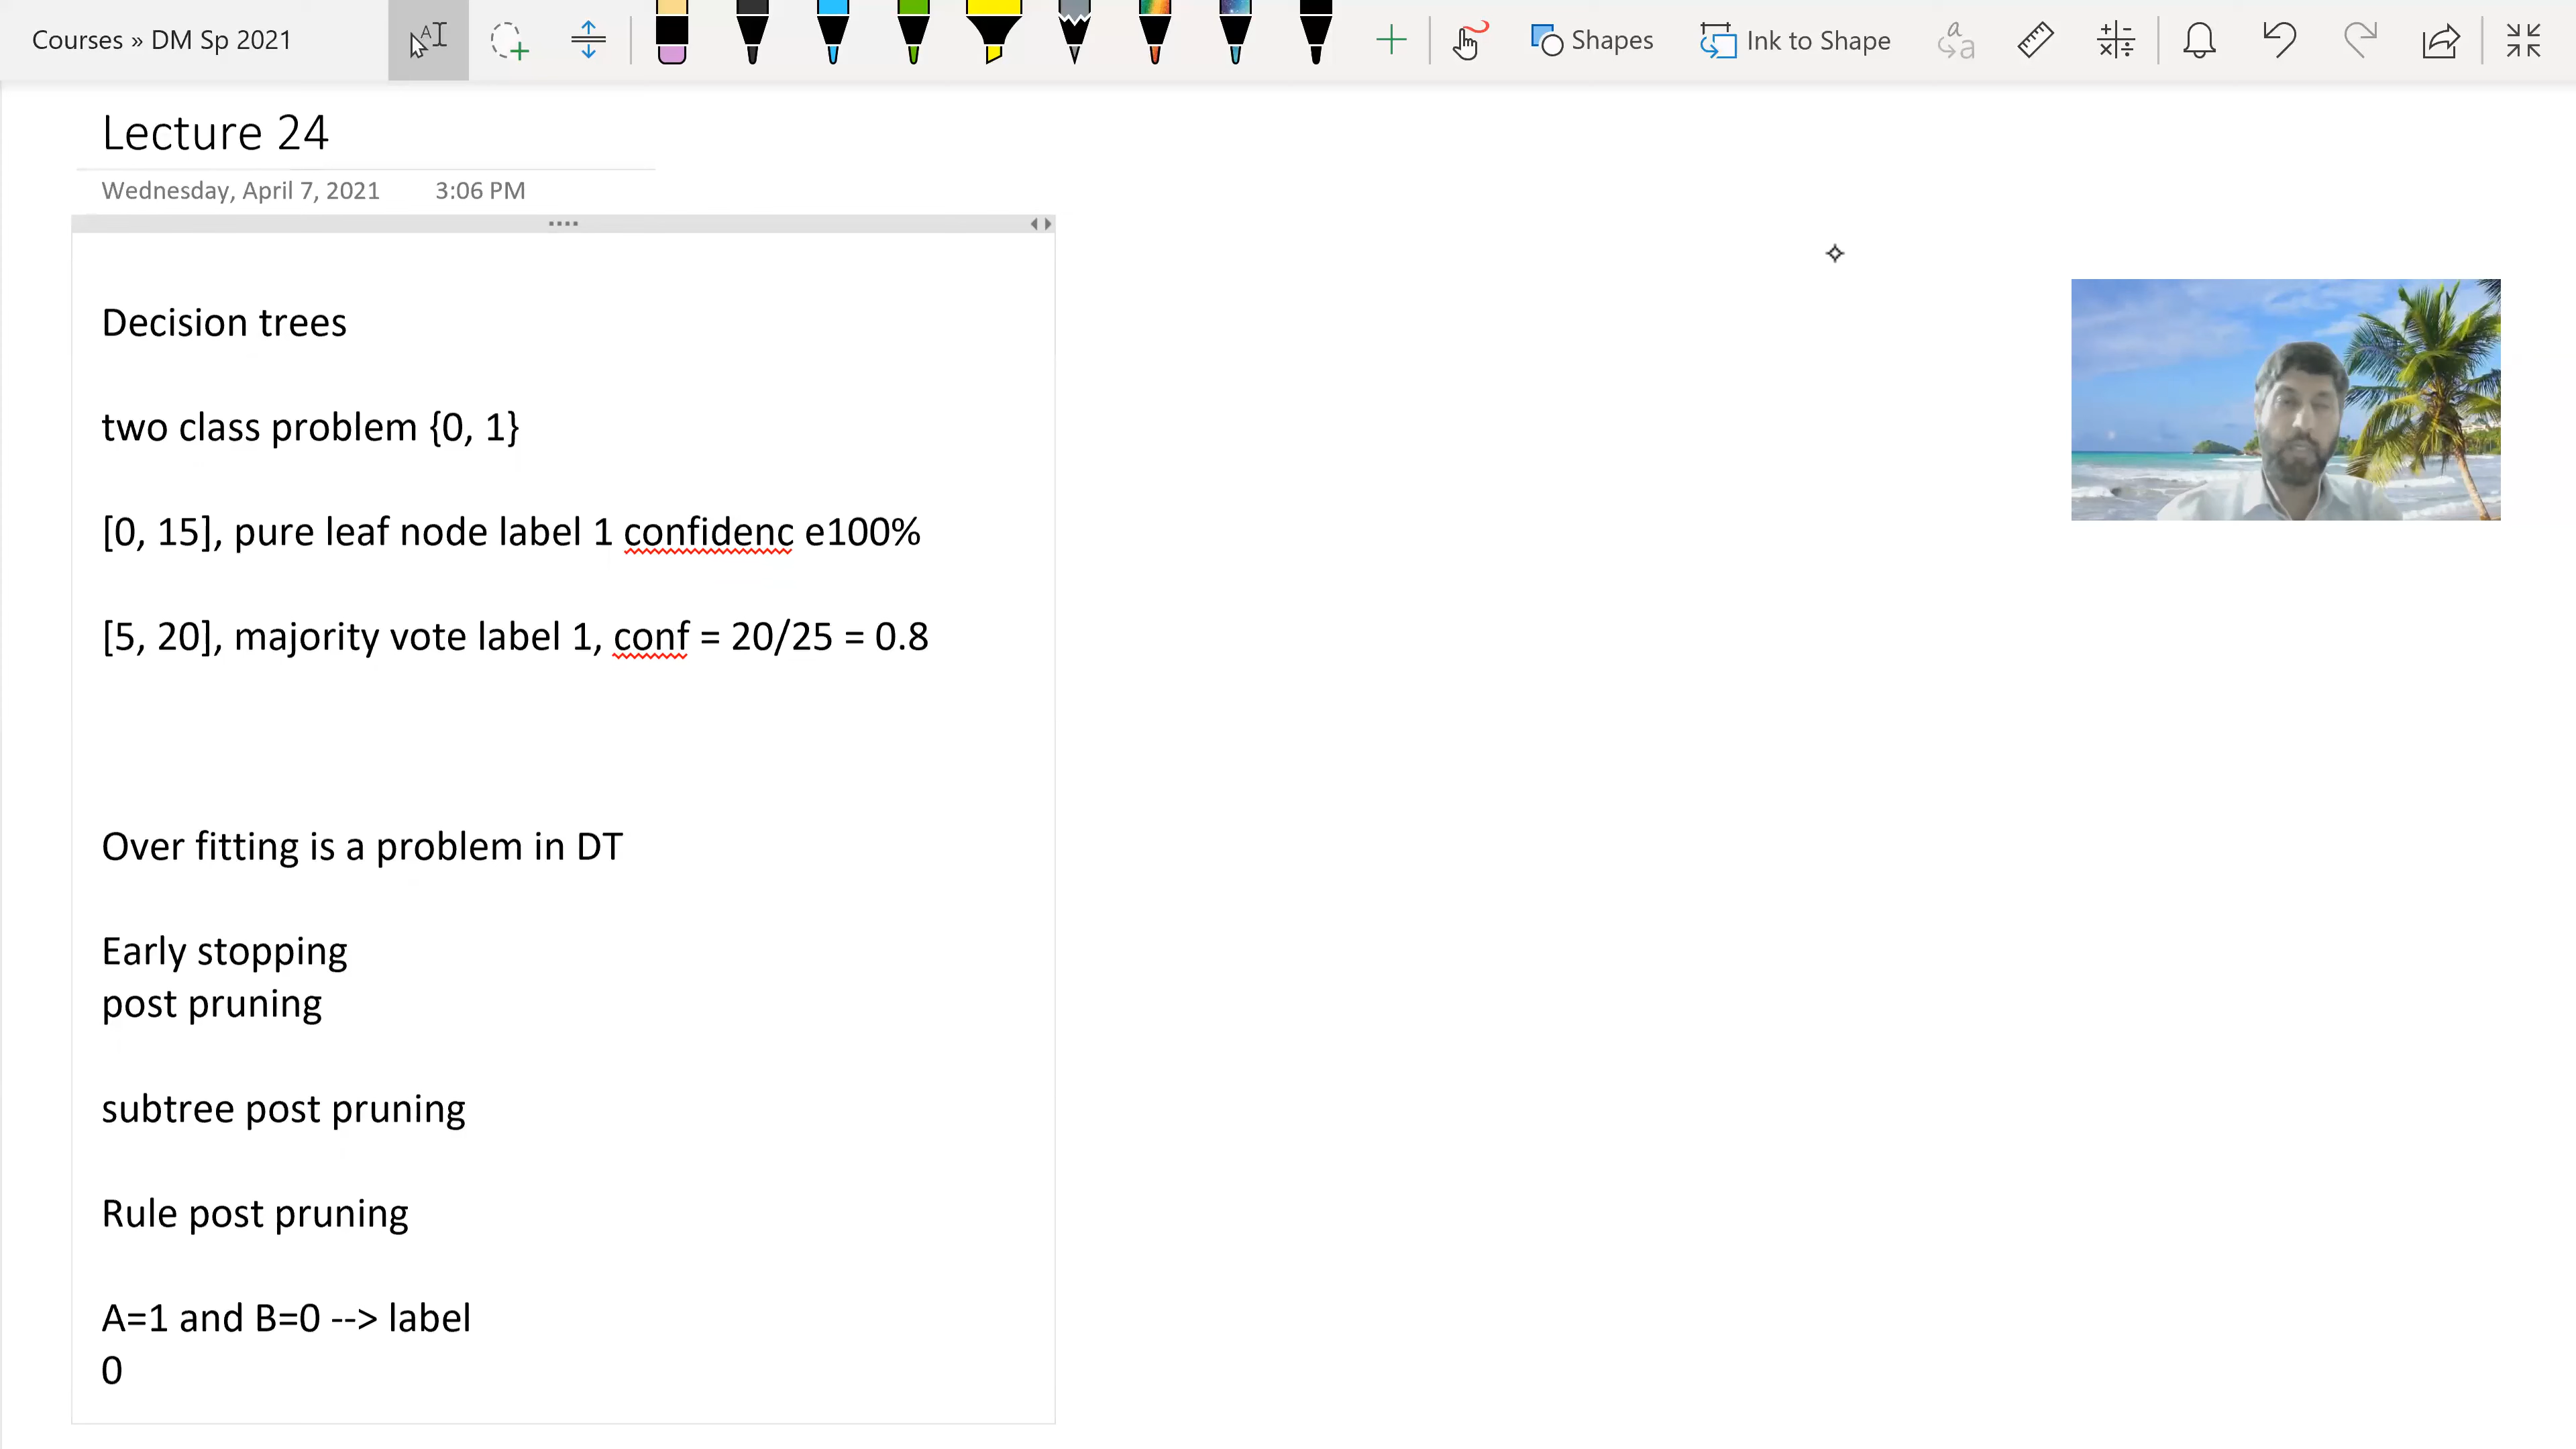 Courses » DM Sp 2021
Shapes
Ink to Shape
Lecture 24
Wednesday, April 7, 2021 3:06 PM
Decision trees
two class problem {0, 1}
[0, 15], pure leaf node label 1 confidenc e100%
[5, 20], majority vote label 1, conf = 20/25 = 0.8
Over fitting is a problem in DT
Early stopping
post pruning
subtree post pruning
Rule post pruning
A=1 and B=0 --> label
0